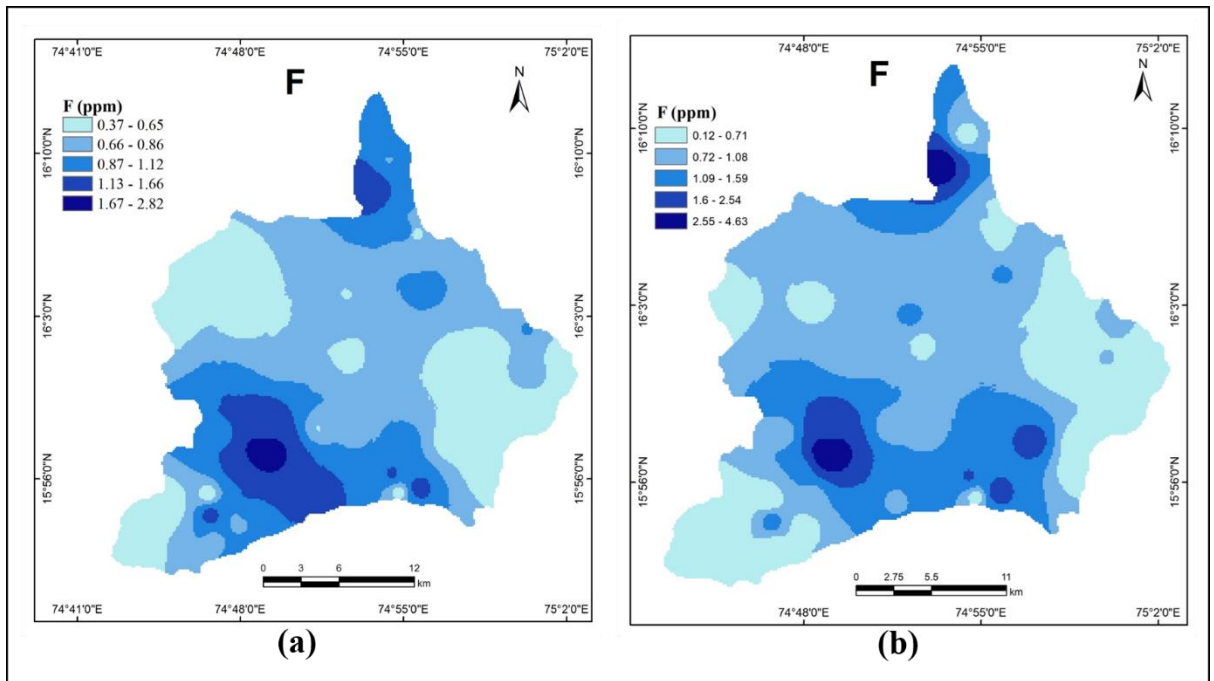 74°41'0"E 74°48'0"E 74°55'0"E 75°2'0"E
F
N
F (ppm)
0.37 - 0.65
0.66 - 0.86
0.87 - 1.12
1.13 - 1.66
1.67 - 2.82
16°10'0"N 16°10'0"N
16°3'0"N 16°3'0"N
15°56'0"N 15°56'0"N
0 3 6 12
km
74°41'0"E 74°48'0"E 74°55'0"E 75°2'0"E
(a)
74°48'0"E 74°55'0"E 75°2'0"E
F
N
F (ppm)
0.12 - 0.71
0.72 - 1.08
1.09 - 1.59
1.6 - 2.54
2.55 - 4.63
16°10'0"N 16°10'0"N
16°3'0"N 16°3'0"N
15°56'0"N 15°56'0"N
0 2.75 5.5 11
km
74°48'0"E 74°55'0"E 75°2'0"E
(b)